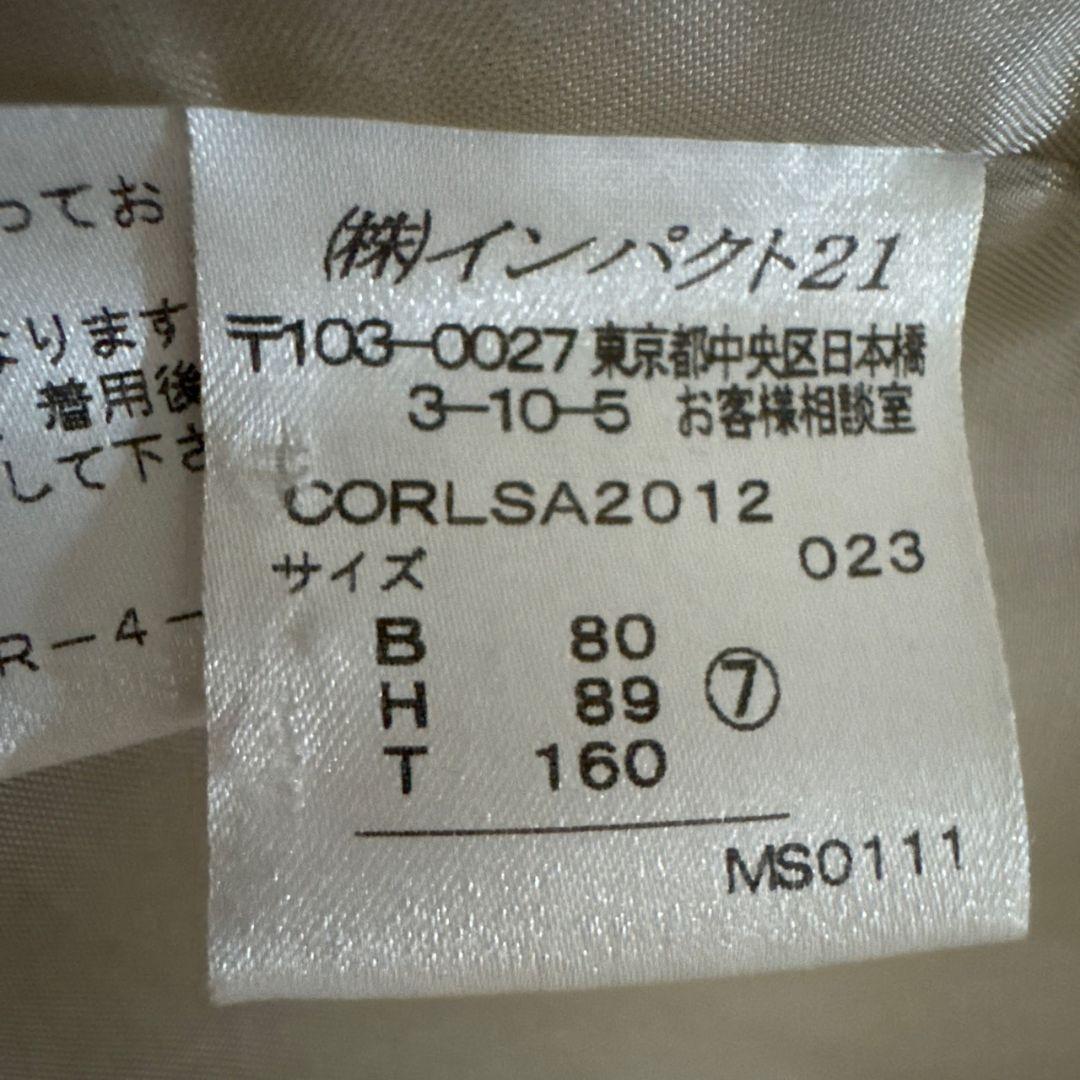 ってお
なります
着用後
して下さ
R-4-
㈱インパクト21
〒103-0027 東京都中央区日本橋
3-10-5 お客様相談室
CORLSA2012
サイズ 023
B 80
H 89 ⑦
T 160
MS0111